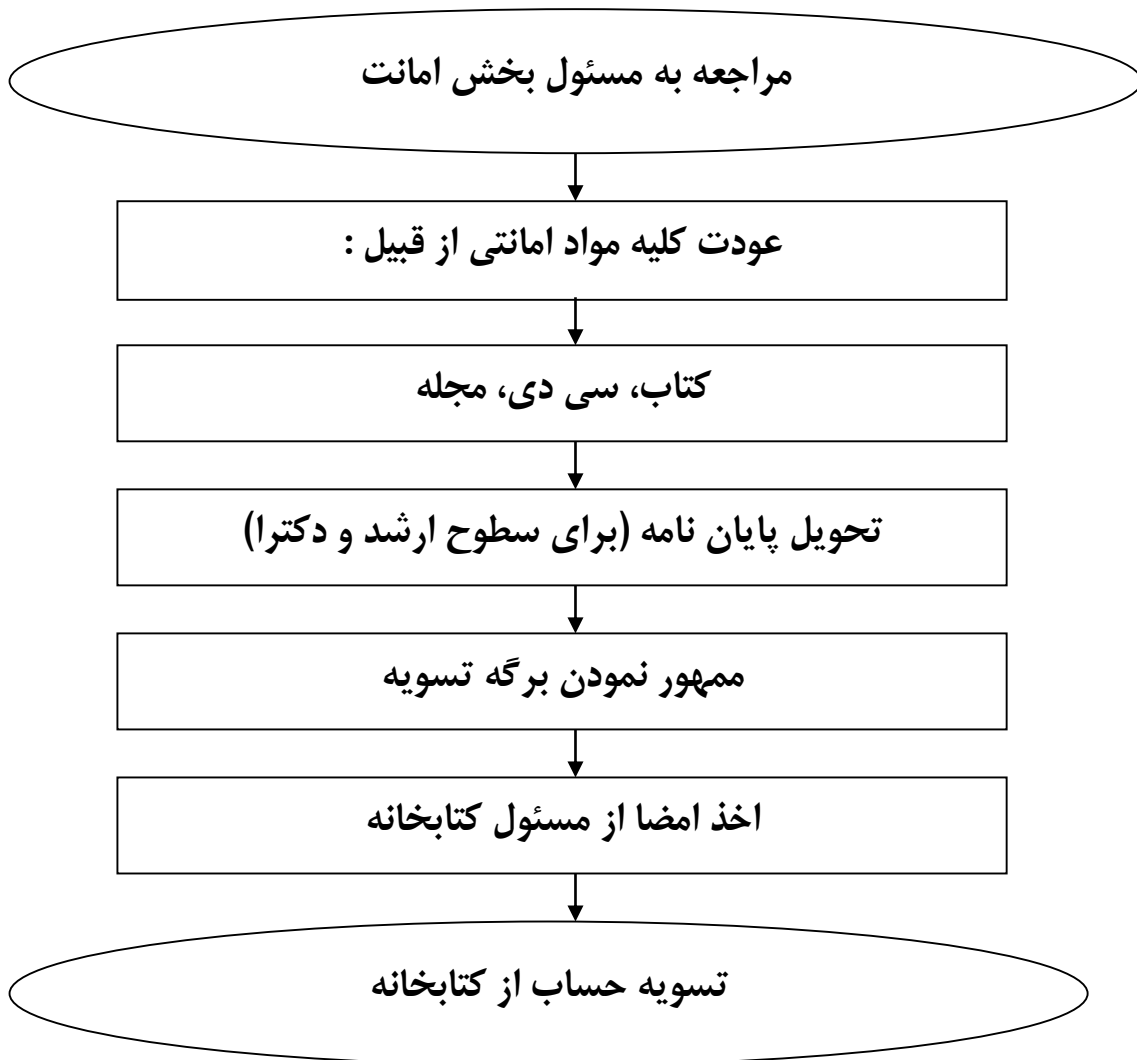 مراجعه به مسئول بخش امانت
عودت کلیه مواد امانتی از قبیل :
کتاب، سی دی، مجله
تحویل پایان نامه (برای سطوح ارشد و دکترا)
ممهور نمودن برگه تسویه
اخذ امضا از مسئول کتابخانه
تسویه حساب از کتابخانه